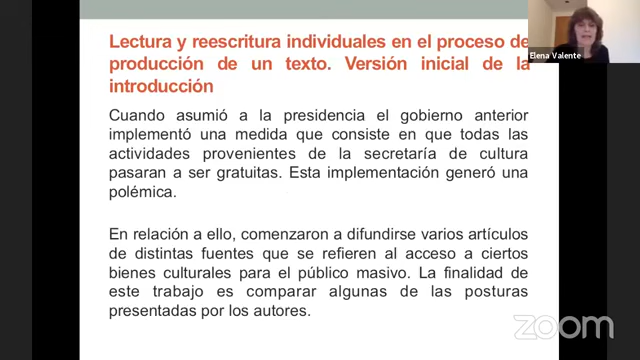 Lectura y reescritura individuales en el proceso de
producción de un texto. Versión inicial de la
introducción
Elena Valente
Cuando asumió a la presidencia el gobierno anterior
implementó una medida que consiste en que todas las
actividades provenientes de la secretaría de cultura
pasaran a ser gratuitas. Esta implementación generó una
polémica.
En relación a ello, comenzaron a difundirse varios artículos
de distintas fuentes que se refieren al acceso a ciertos
bienes culturales para el público masivo. La finalidad de
este trabajo es comparar algunas de las posturas
presentadas por los autores.
zoom